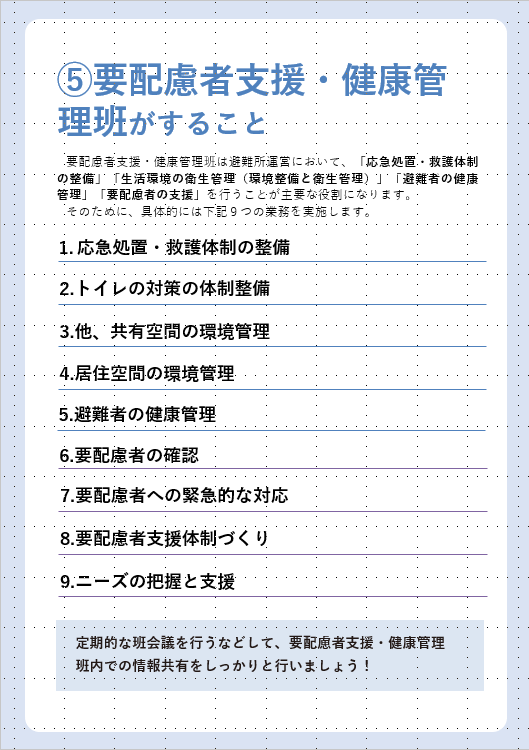 ⑤要配慮者支援・健康管
理班がすること
要配慮者支援・健康管理班は避難所運営において、「応急処置・救護体制
の整備」「生活環境の衛生管理（環境整備と衛生管理）」「避難者の健康
管理」「要配慮者の支援」を行うことが主要な役割になります。
そのために、具体的には下記９つの業務を実施します。
1. 応急処置・救護体制の整備
2.トイレの対策の体制整備
3.他、共有空間の環境管理
4.居住空間の環境管理
5.避難者の健康管理
6.要配慮者の確認
7.要配慮者への緊急的な対応
8.要配慮者支援体制づくり
9.ニーズの把握と支援
定期的な班会議を行うなどして、要配慮者支援・健康管理
班内での情報共有をしっかりと行いましょう！